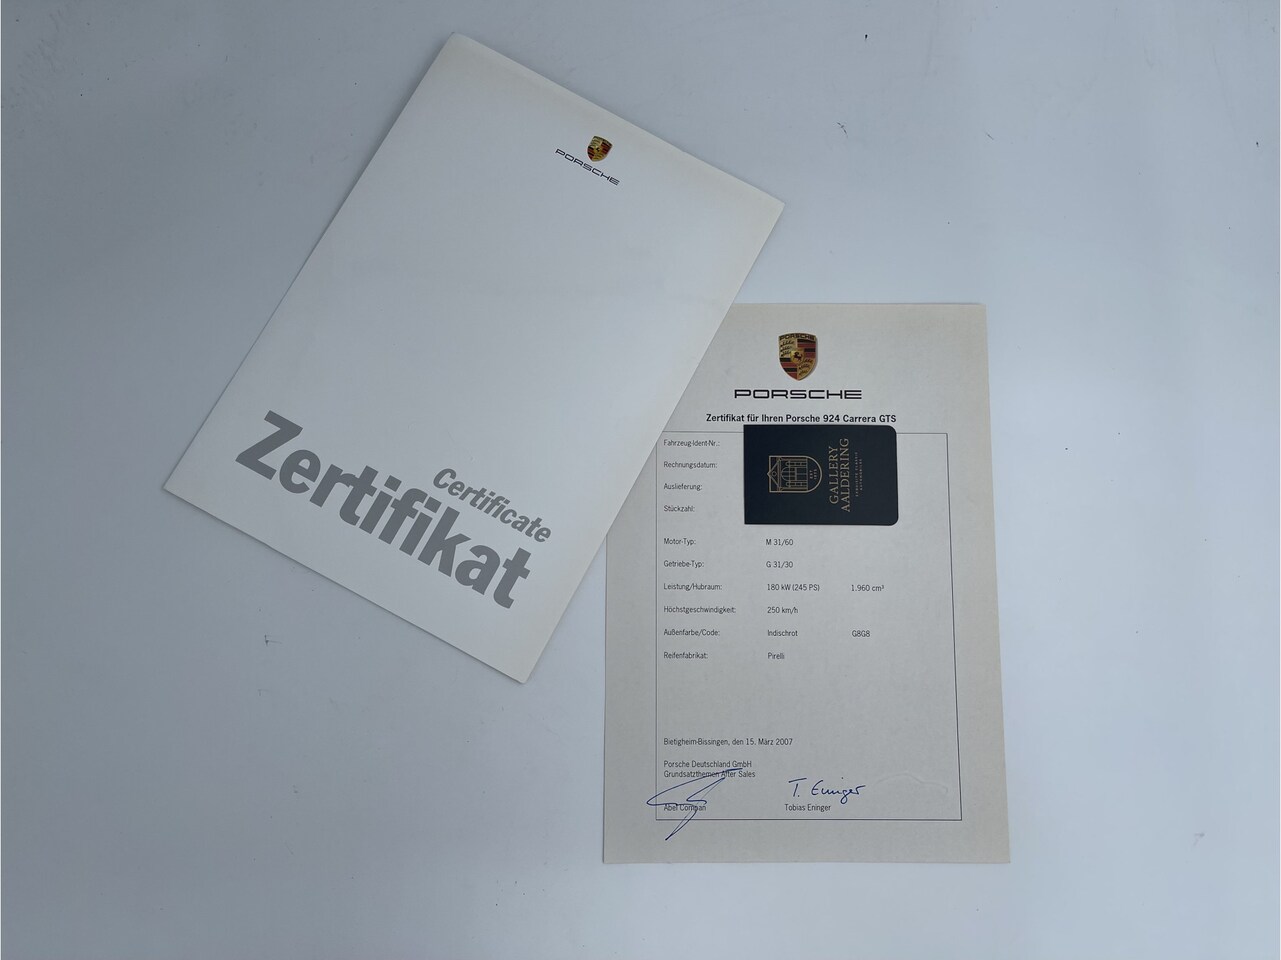 PORSCHE
Certificate
Zertifikat
PORSCHE
PORSCHE
Zertifikat für Ihren Porsche 924 Carrera GTS
Fahrzeug-Ident-Nr.:
Rechnungsdatum:
Auslieferung:
Stückzahl:
GALLERY
AALDERING
Motor-Typ: M 31/60
Getriebe-Typ: G 31/30
Leistung/Hubraum: 180 kW (245 PS) 1.960 cm³
Höchstgeschwindigkeit: 250 km/h
Außenfarbe/Code: Indischrot G8G8
Reifenfabrikat: Pirelli
Bietigheim-Bissingen, den 15. März 2007
Porsche Deutschland GmbH
Grundsatzthemen After Sales
T. Eninger
Abel Tobias Eninger